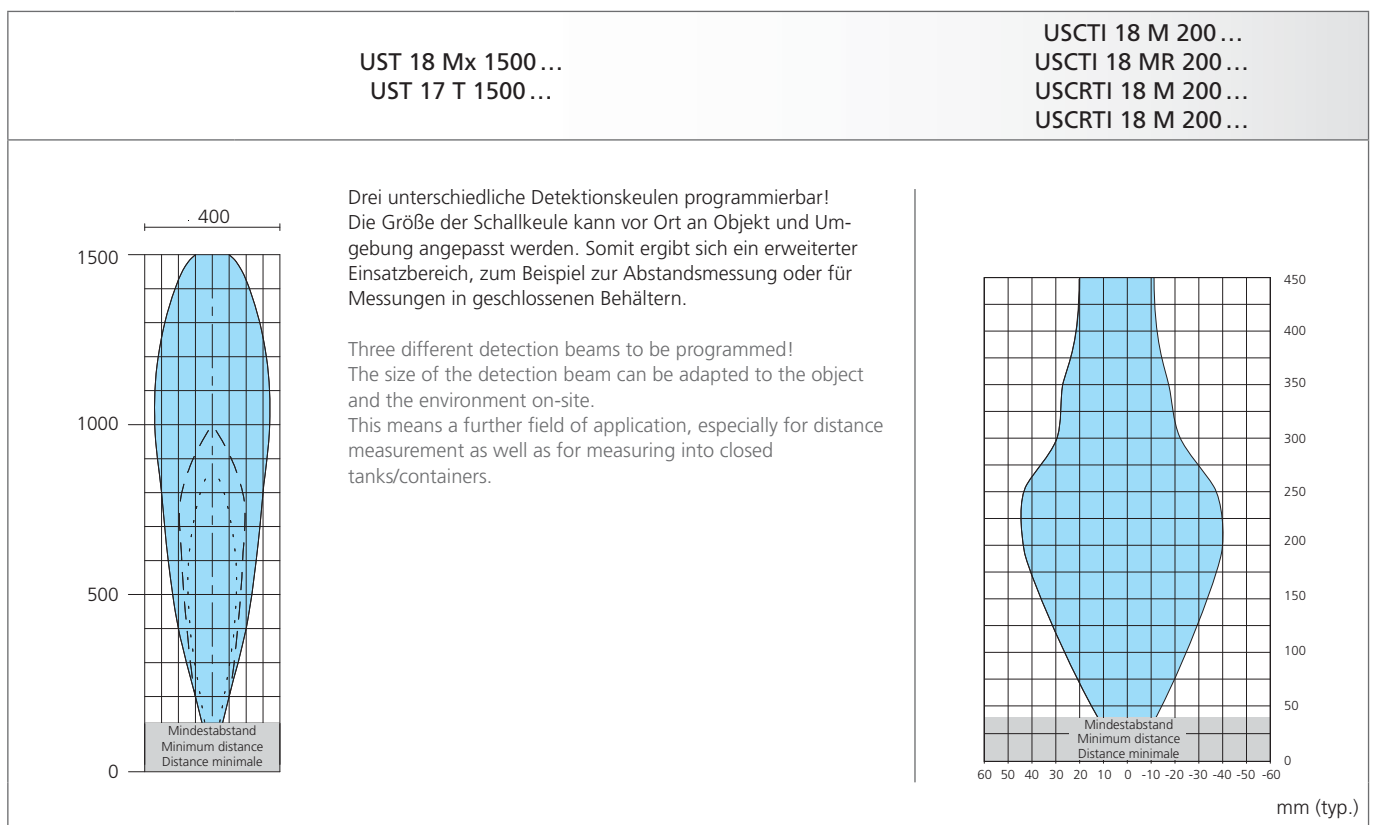 UST 18 Mx 1500...
UST 17 T 1500...
USCTI 18 M 200...
USCTI 18 MR 200...
USCRTI 18 M 200...
USCRTI 18 M 200...
. 400
1500
1000
500
0
Mindestabstand
Minimum distance
Distance minimale
Drei unterschiedliche Detektionskeulen programmierbar!
Die Größe der Schallkeule kann vor Ort an Objekt und Um-
gebung angepasst werden. Somit ergibt sich ein erweiterter
Einsatzbereich, zum Beispiel zur Abstandsmessung oder für
Messungen in geschlossenen Behältern.
Three different detection beams to be programmed!
The size of the detection beam can be adapted to the object
and the environment on-site.
This means a further field of application, especially for distance
measurement as well as for measuring into closed
tanks/containers.
450
400
350
300
250
200
150
100
50
0
Mindestabstand
Minimum distance
Distance minimale
60 50 40 30 20 10 0 -10 -20 -30 -40 -50 -60
mm (typ.)